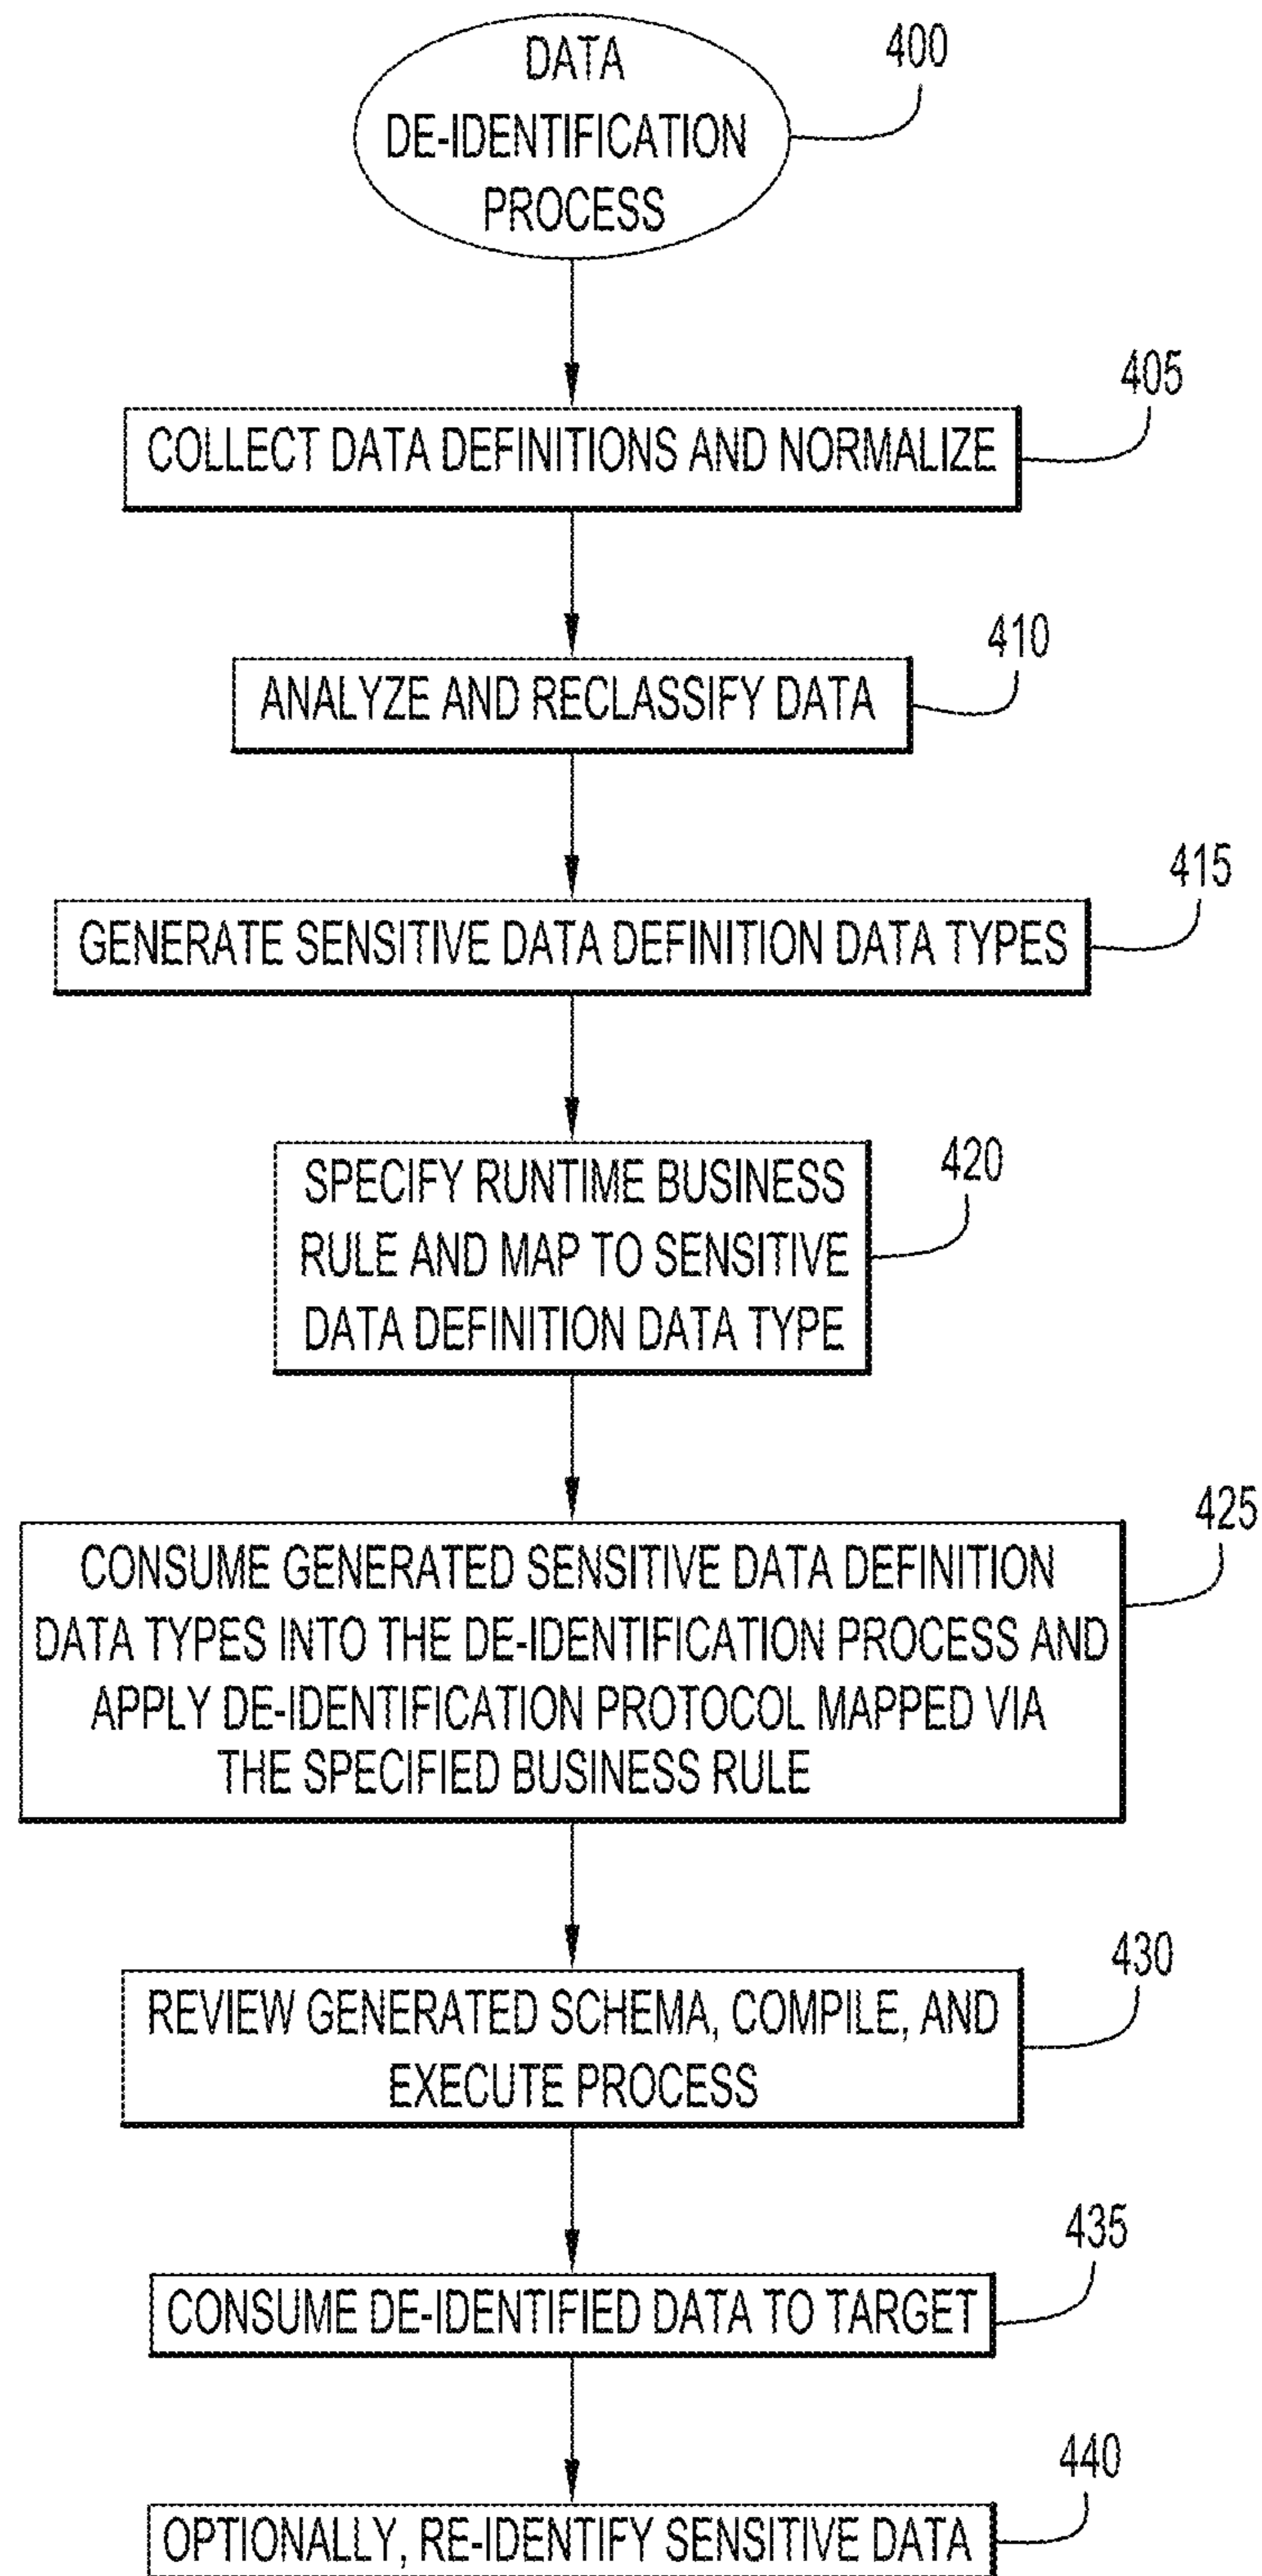 DATA
DE-IDENTIFICATION
PROCESS
400
405
COLLECT DATA DEFINITIONS AND NORMALIZE
410
ANALYZE AND RECLASSIFY DATA
415
GENERATE SENSITIVE DATA DEFINITION DATA TYPES
420
SPECIFY RUNTIME BUSINESS
RULE AND MAP TO SENSITIVE
DATA DEFINITION DATA TYPE
425
CONSUME GENERATED SENSITIVE DATA DEFINITION
DATA TYPES INTO THE DE-IDENTIFICATION PROCESS AND
APPLY DE-IDENTIFICATION PROTOCOL MAPPED VIA
THE SPECIFIED BUSINESS RULE
430
REVIEW GENERATED SCHEMA, COMPILE, AND
EXECUTE PROCESS
435
CONSUME DE-IDENTIFIED DATA TO TARGET
440
OPTIONALLY, RE-IDENTIFY SENSITIVE DATA